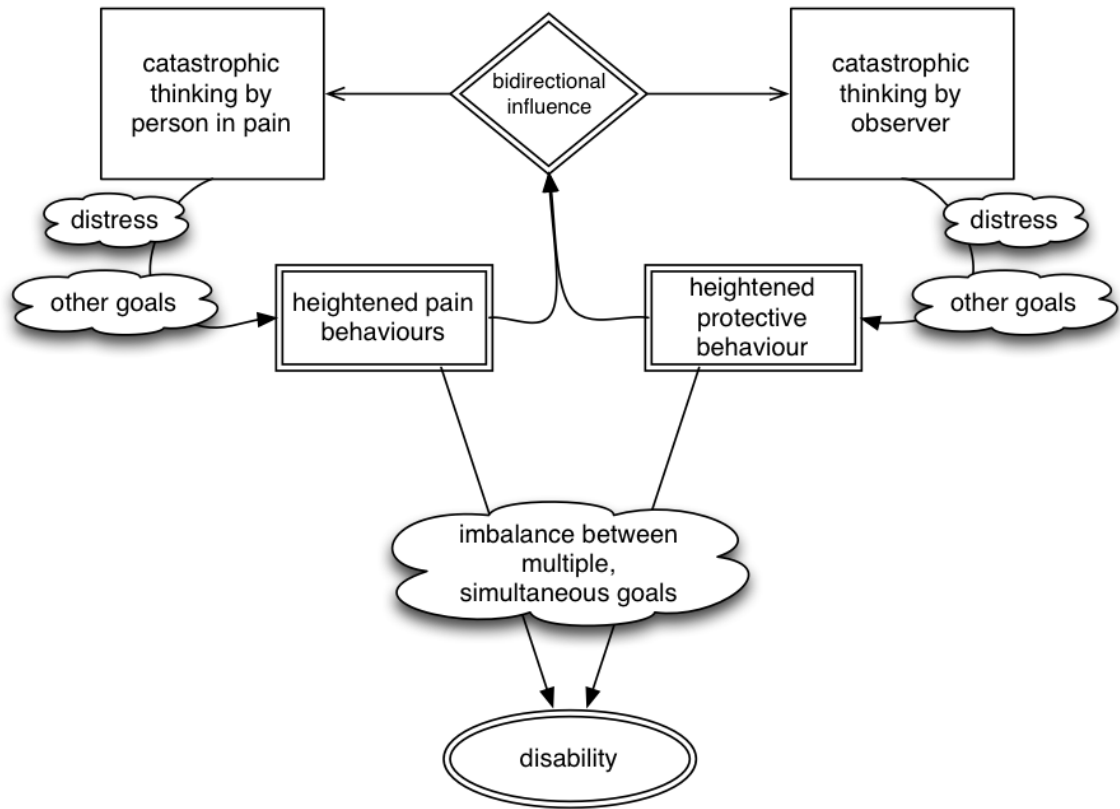 catastrophic
thinking by
person in pain
bidirectional
influence
catastrophic
thinking by
observer
distress
distress
other goals
heightened pain
behaviours
heightened
protective
behaviour
other goals
imbalance between
multiple,
simultaneous goals
disability